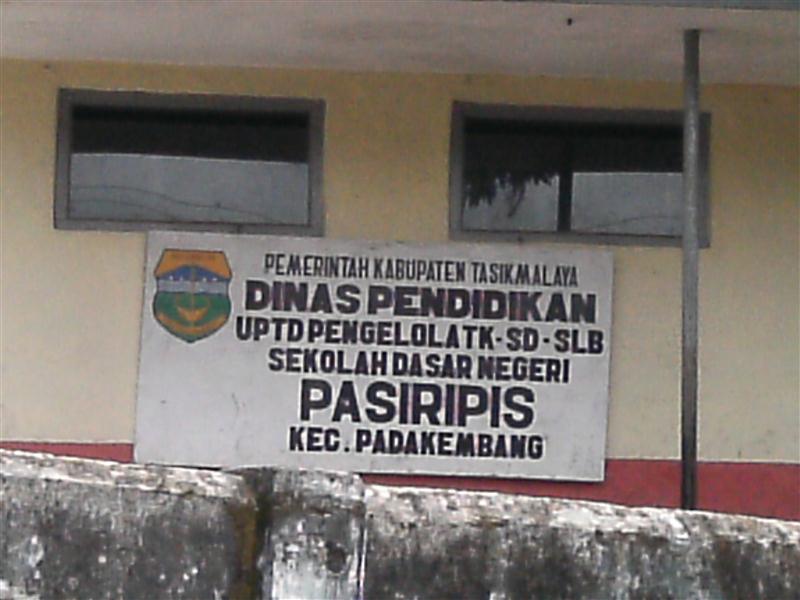 PEMERINTAH KABUPATEN TASIKMALAYA
DINAS PENDIDIKAN
UPTD PENGELOLA TK-SD-SLB
SEKOLAH DASAR NEGERI
PASIRIPIS
KEC. PADAKEMBANG